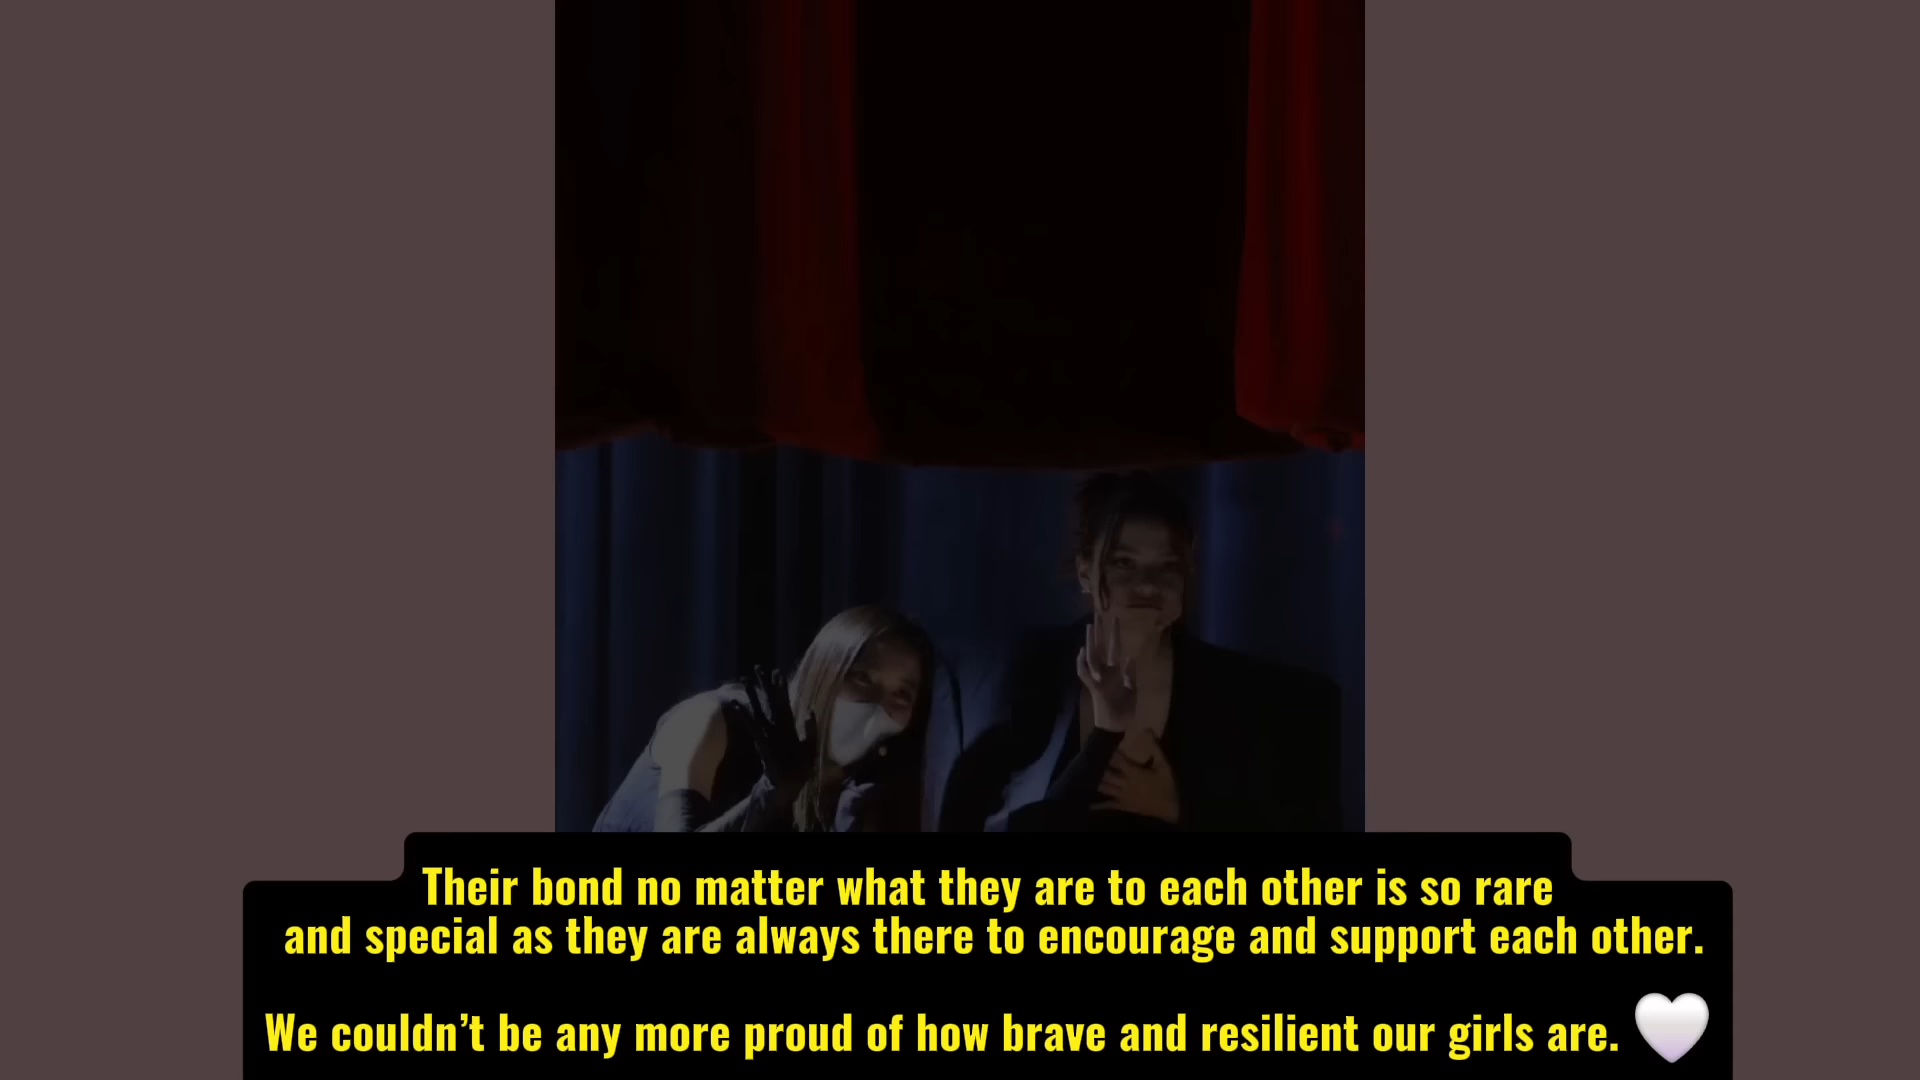 Their bond no matter what they are to each other is so rare
and special as they are always there to encourage and support each other.
We couldn’t be any more proud of how brave and resilient our girls are. 🤍